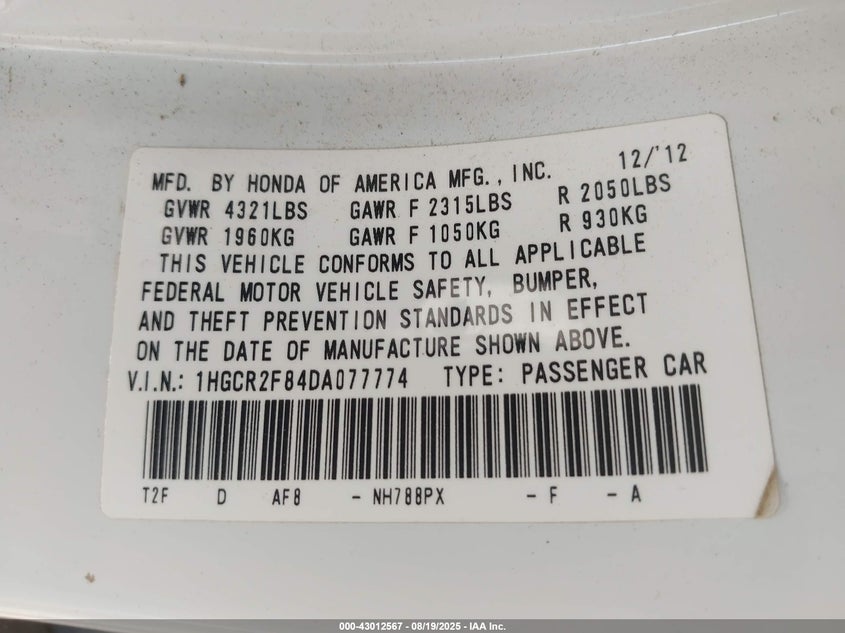 MFD. BY HONDA OF AMERICA MFG., INC. 12/'12
GVWR 4321LBS GAWR F 2315LBS R 2050LBS
GVWR 1960KG GAWR F 1050KG R 930KG
THIS VEHICLE CONFORMS TO ALL APPLICABLE
FEDERAL MOTOR VEHICLE SAFETY, BUMPER,
AND THEFT PREVENTION STANDARDS IN EFFECT
ON THE DATE OF MANUFACTURE SHOWN ABOVE.
V.I.N.: 1HGCR2F84DA077774 TYPE: PASSENGER CAR
T2F D AF8 - NH788PX - F - A
000-43012567 - 08/19/2025 - IAA Inc.